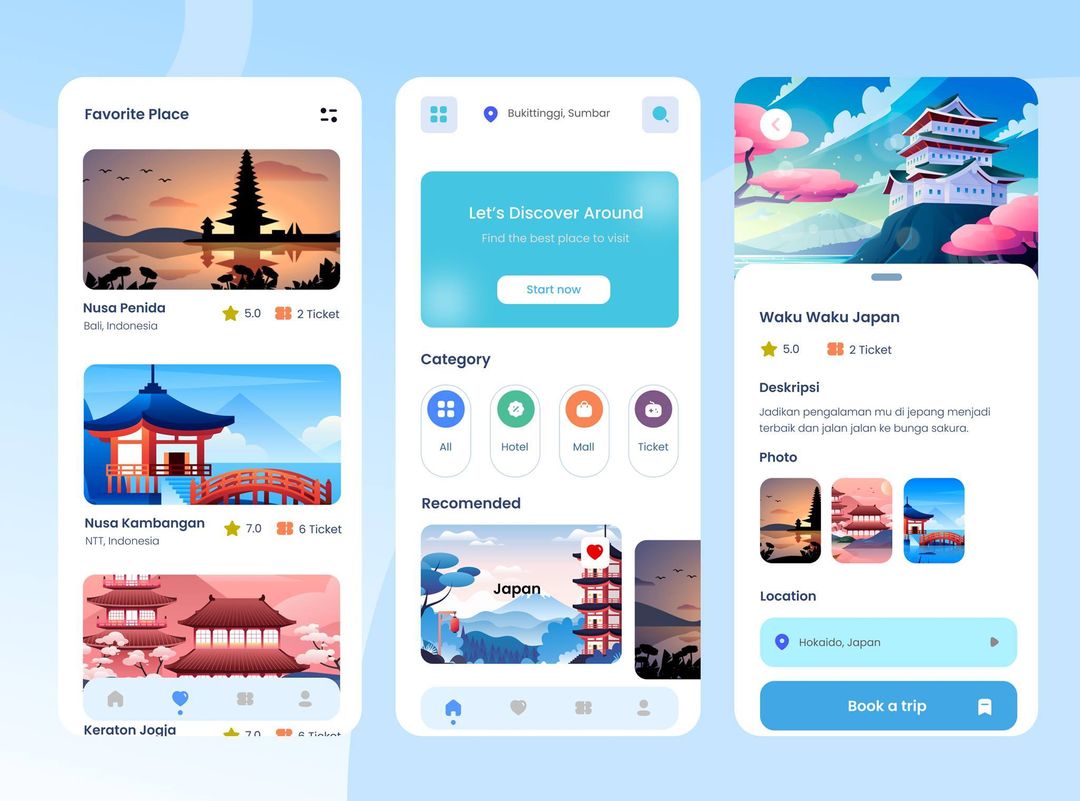 Favorite Place
Nusa Penida
5.0
2 Ticket
Bali, Indonesia
Nusa Kambangan
7.0
6 Ticket
NTT, Indonesia
Keraton Jogja
7.0
6 Ticket
Bukittinggi, Sumbar
Let's Discover Around
Find the best place to visit
Start now
Category
All
Hotel
Mall
Ticket
Recomended
Japan
Waku Waku Japan
5.0
2 Ticket
Deskripsi
Jadikan pengalaman mu di jepang menjadi
terbaik dan jalan jalan ke bunga sakura.
Photo
Location
Hokaido, Japan
Book a trip